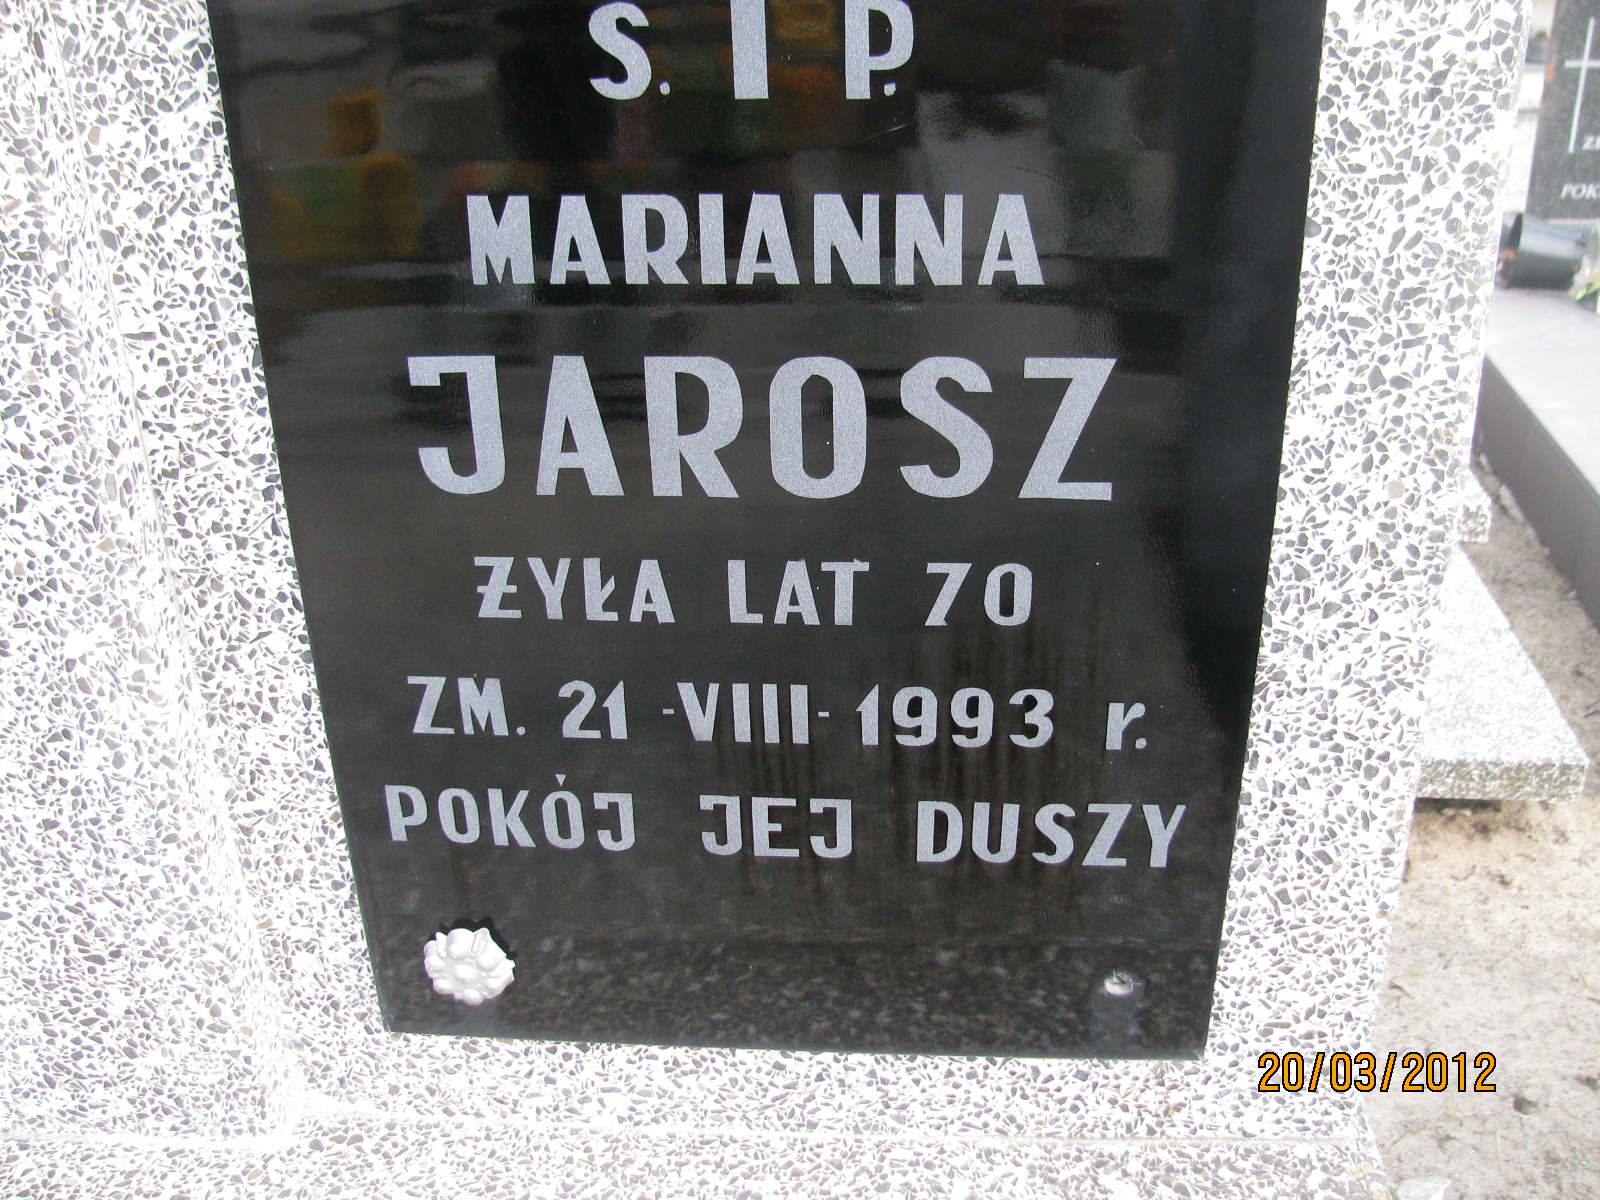 Ś. P.
MARIANNA
JAROSZ
ŻYŁA LAT 70
ZM. 21-VIII-1993 r.
POKÓJ JEJ DUSZY
20/03/2012